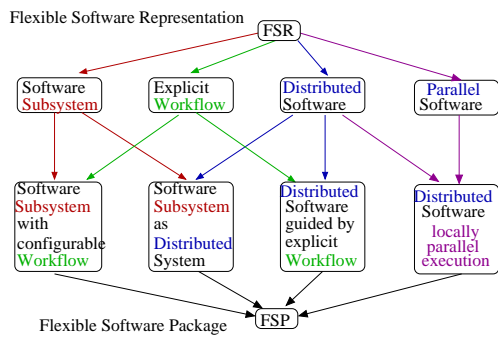 Flexible Software Representation
FSR
Software
Subsystem
Explicit
Workflow
Distributed
Software
Parallel
Software
Software
Subsystem
with
configurable
Workflow
Software
Subsystem
as
Distributed
System
Distributed
Software
guided by
explicit
Workflow
Distributed
Software
locally
parallel
execution
FSP
Flexible Software Package